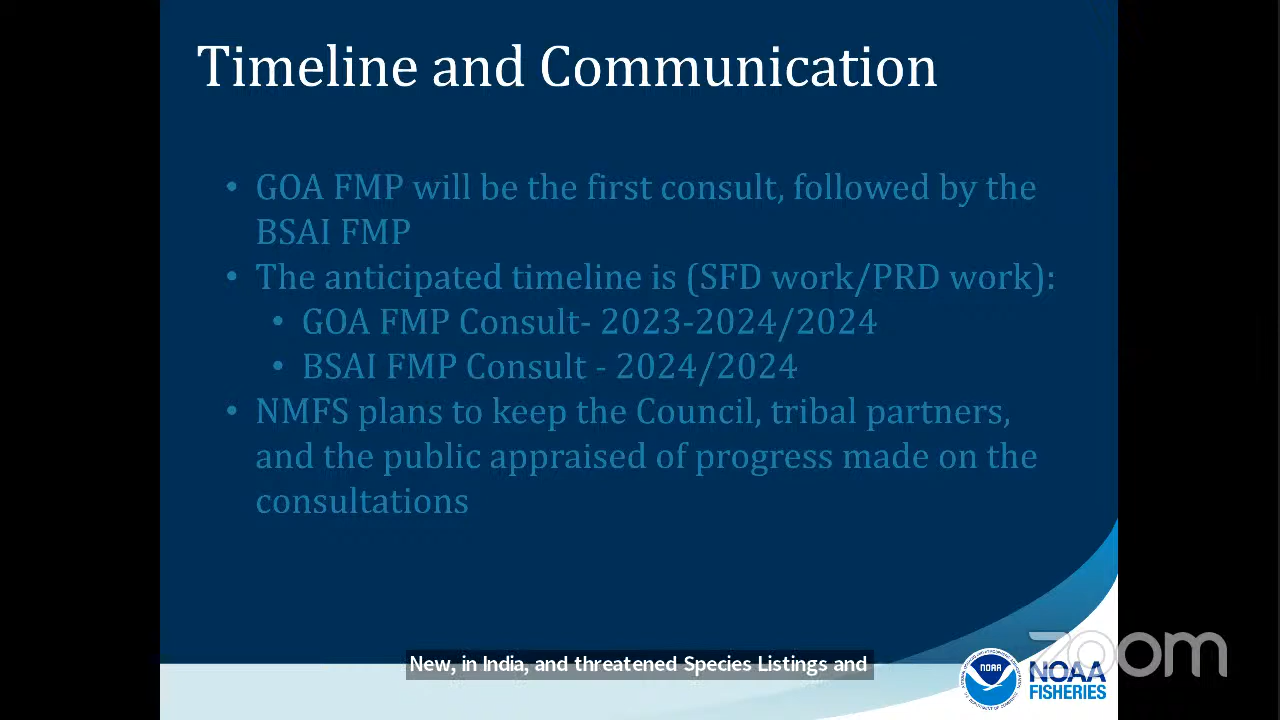 Timeline and Communication
• GOA FMP will be the first consult, followed by the
BSAI FMP
• The anticipated timeline is (SFD work/PRD work):
• GOA FMP Consult- 2023-2024/2024
• BSAI FMP Consult - 2024/2024
• NMFS plans to keep the Council, tribal partners,
and the public appraised of progress made on the
consultations
New, in India, and threatened Species Listings and
zoom
NOAA
NOAA
FISHERIES